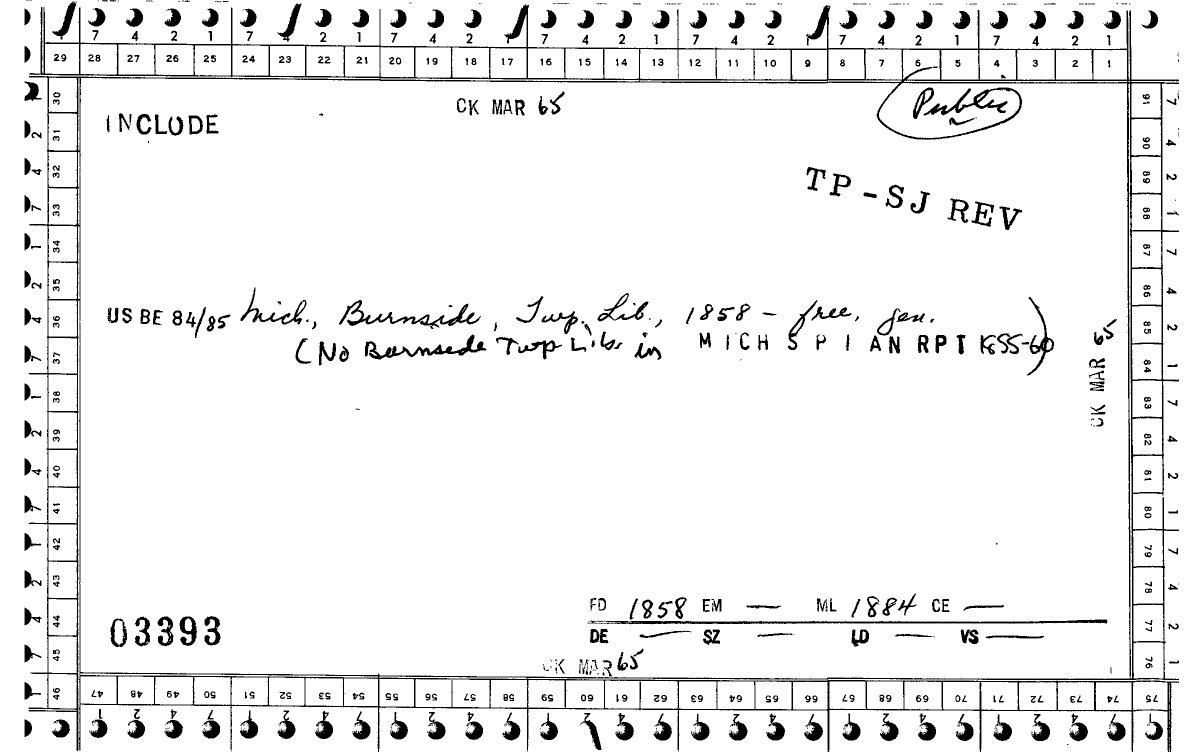 7 4 2 1 7 4 2 1 7 4 2 1 7 4 2 1 7 4 2 1 7 4 2 1 7 4 2 1
29 28 27 26 25 24 23 22 21 20 19 18 17 16 15 14 13 12 11 10 9 8 7 6 5 4 3 2 1
INCLUDE
CK MAR 65
Public
TP-SJ REV
US BE 84/85 Mich., Burnside, Twp. Lib., 1858 - free, gen.
(No Burnside Twp Lib. in MICH SPI AN RPT 1855-60)
CK MAR 65
FD 1858 EM — ML 1884 CE —
DE — SZ — LD — VS —
03393
CK MAR 65
30 31 32 33 34 35 36 37 38 39 40 41 42 43 44 45 46
91 90 89 88 87 86 85 84 83 82 81 80 79 78 77 76 75
47 48 49 50 51 52 53 54 55 56 57 58 59 60 61 62 63 64 65 66 67 68 69 70 71 72 73 74